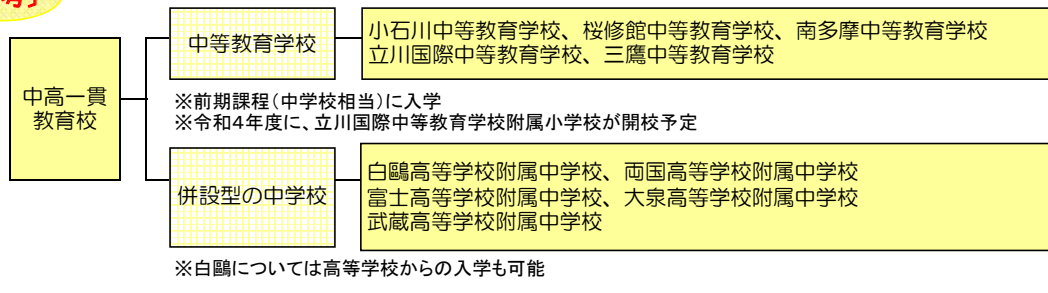 中等教育学校
小石川中等教育学校、桜修館中等教育学校、南多摩中等教育学校
立川国際中等教育学校、三鷹中等教育学校
中高一貫
教育校
※前期課程(中学校相当)に入学
※令和4年度に、立川国際中等教育学校附属小学校が開校予定
併設型の中学校
白鷗高等学校附属中学校、両国高等学校附属中学校
富士高等学校附属中学校、大泉高等学校附属中学校
武蔵高等学校附属中学校
※白鷗については高等学校からの入学も可能